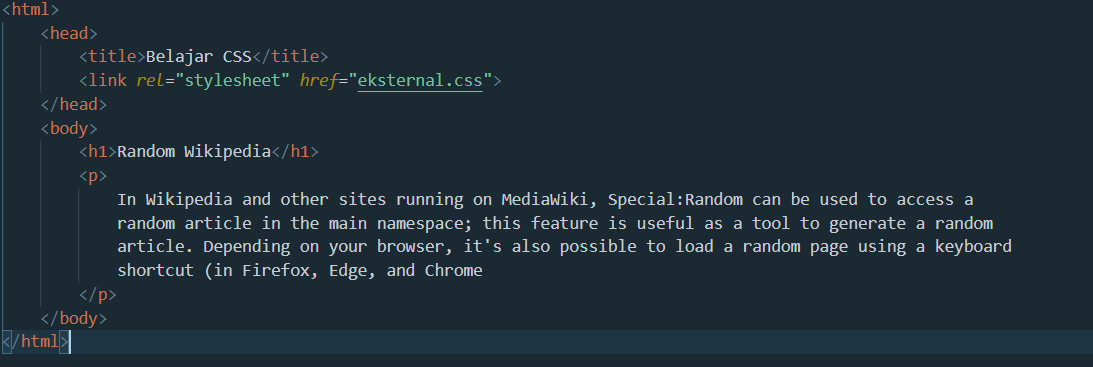 <html>
<head>
<title>Belajar CSS</title>
<link rel="stylesheet" href="eksternal.css">
</head>
<body>
<h1>Random Wikipedia</h1>
<p>
In Wikipedia and other sites running on MediaWiki, Special:Random can be used to access a
random article in the main namespace; this feature is useful as a tool to generate a random
article. Depending on your browser, it's also possible to load a random page using a keyboard
shortcut (in Firefox, Edge, and Chrome
</p>
</body>
</html>